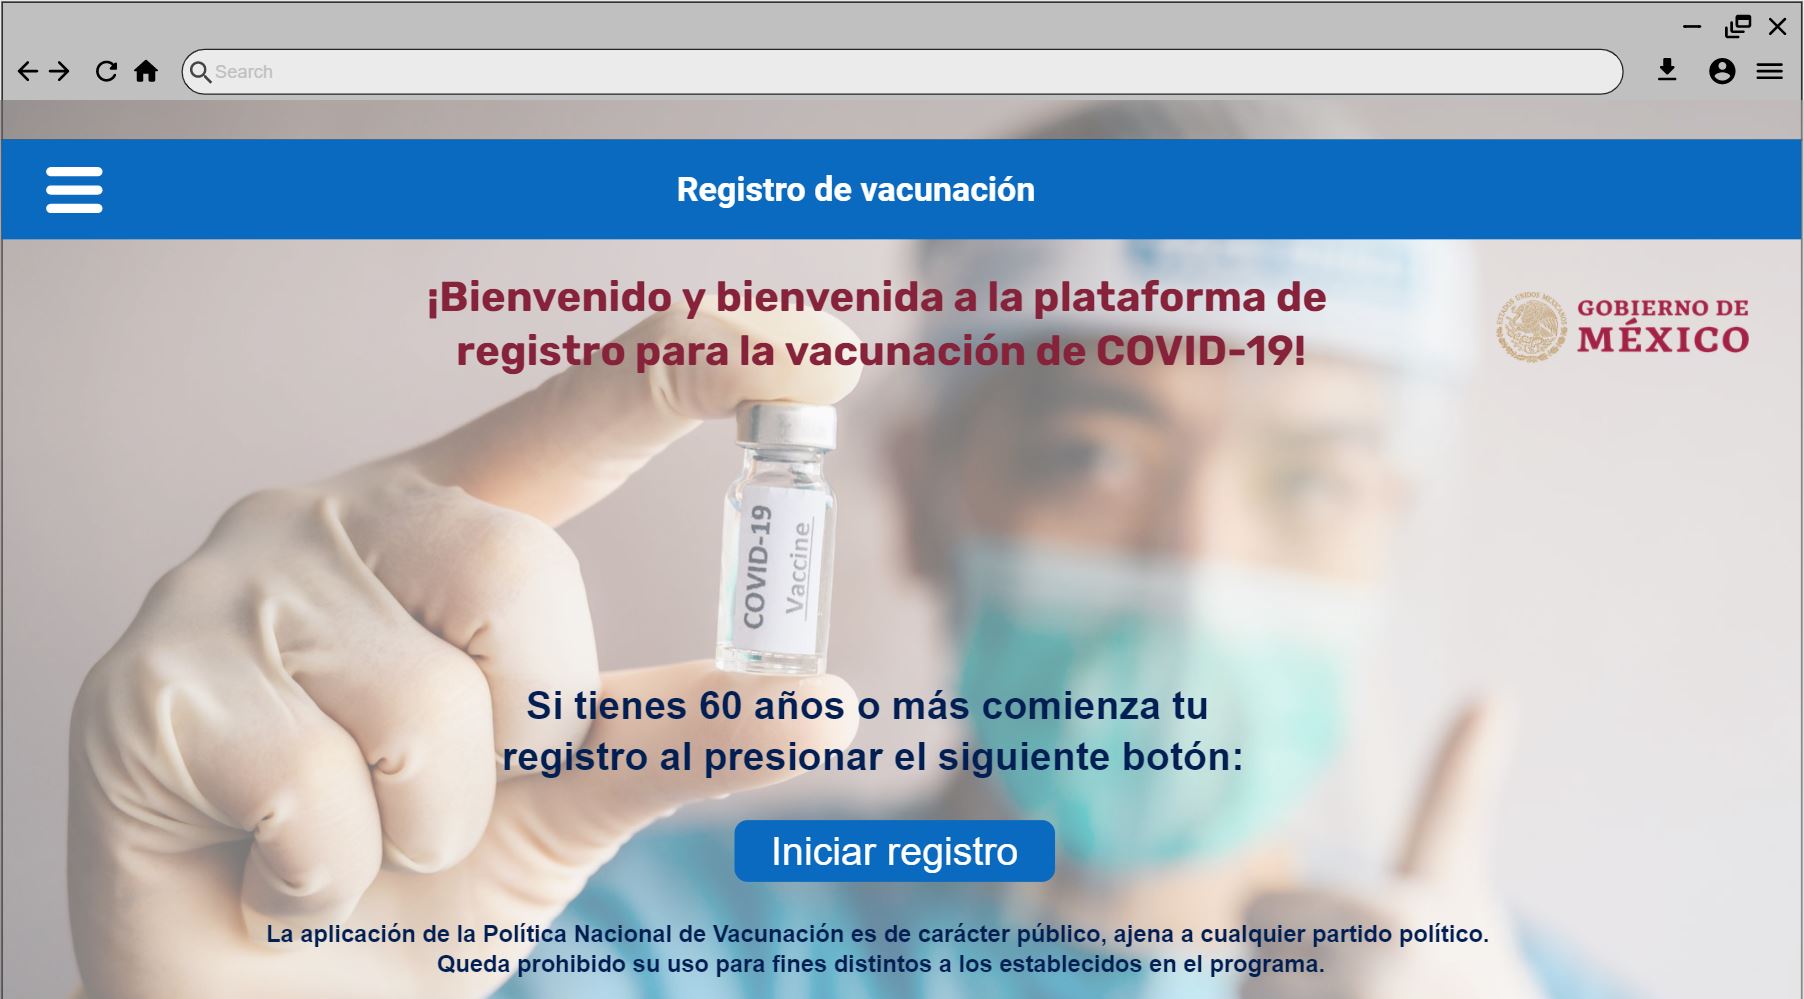 Search
Registro de vacunación
¡Bienvenido y bienvenida a la plataforma de
registro para la vacunación de COVID-19!
GOBIERNO DE
MÉXICO
ESTADOS UNIDOS MEXICANOS
COVID-19
Vaccine
Si tienes 60 años o más comienza tu
registro al presionar el siguiente botón:
Iniciar registro
La aplicación de la Política Nacional de Vacunación es de carácter público, ajena a cualquier partido político.
Queda prohibido su uso para fines distintos a los establecidos en el programa.